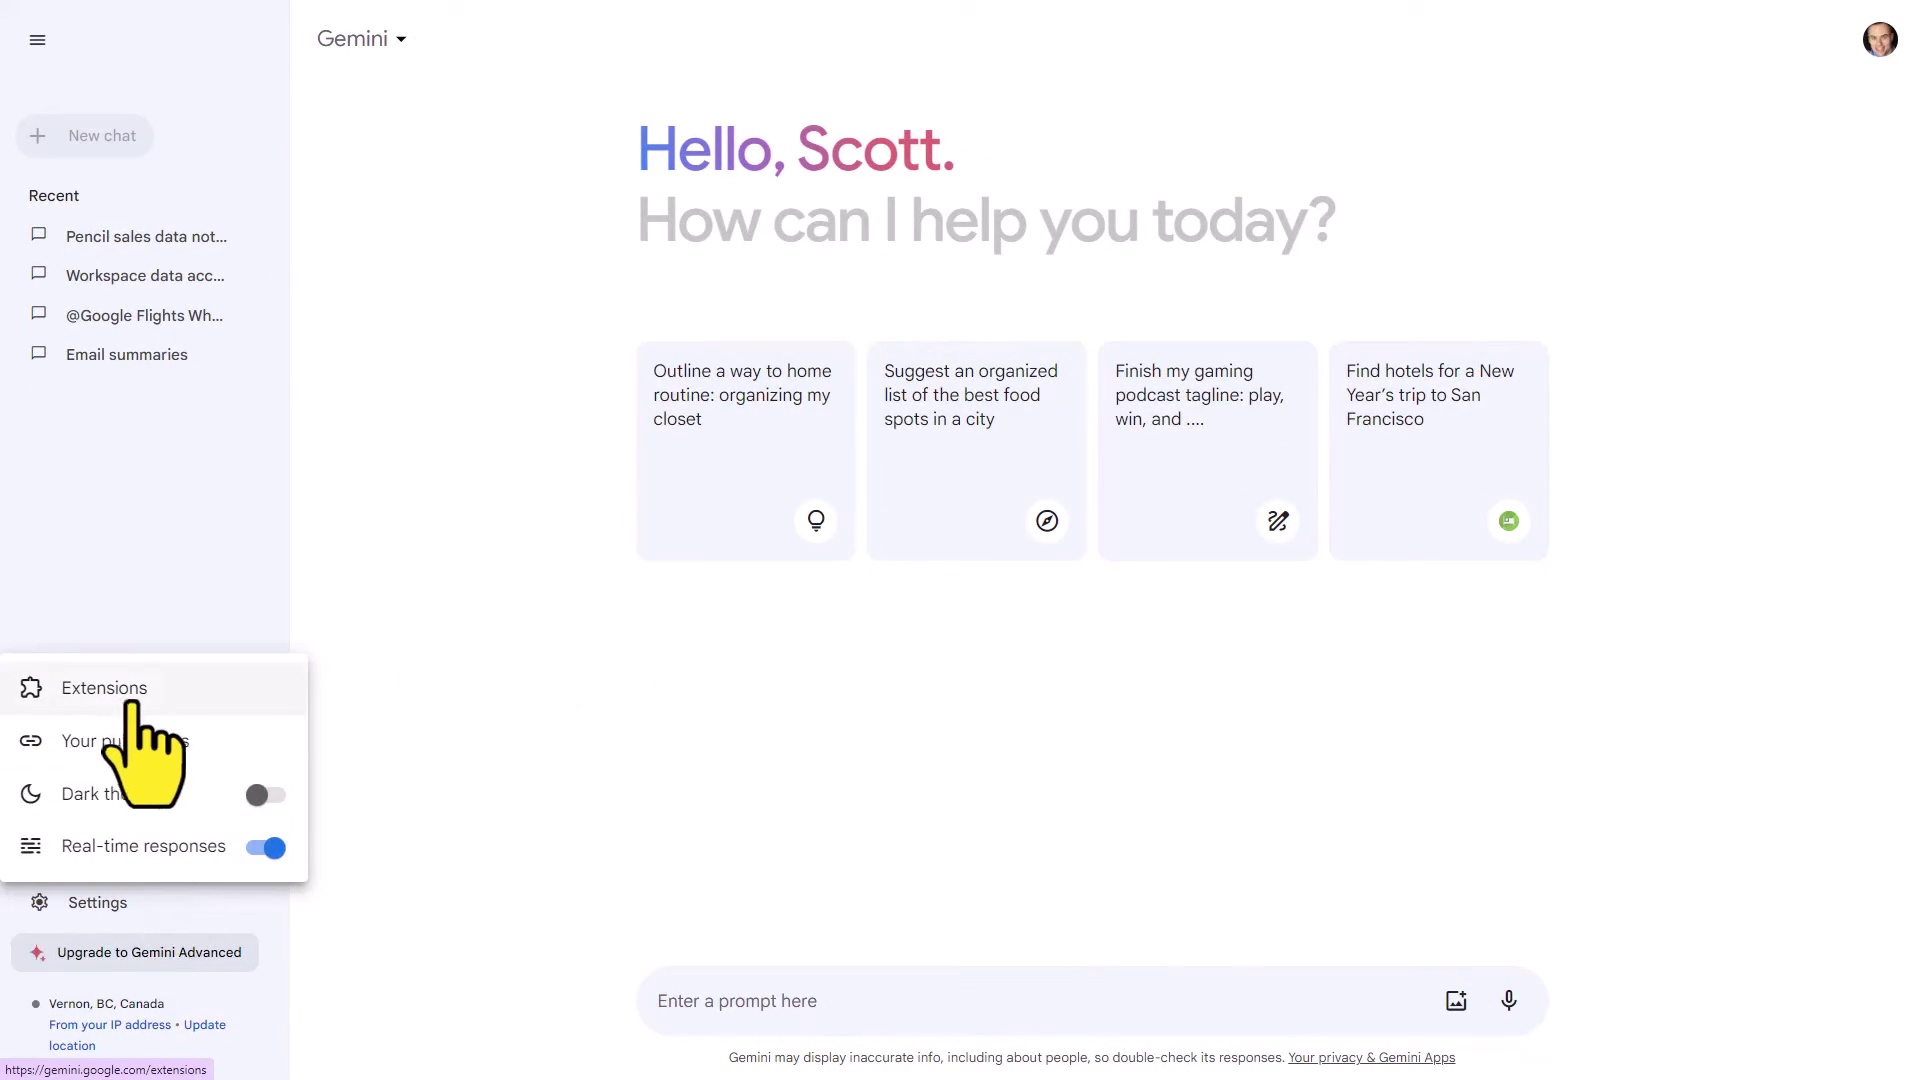 Gemini
New chat
Recent
Pencil sales data not...
Workspace data acc...
@Google Flights Wh...
Email summaries
Hello, Scott.
How can I help you today?
Outline a way to home
routine: organizing my
closet
Suggest an organized
list of the best food
spots in a city
Finish my gaming
podcast tagline: play,
win, and ....
Find hotels for a New
Year’s trip to San
Francisco
Extensions
Your
Dark
Real-time responses
Settings
Upgrade to Gemini Advanced
Vernon, BC, Canada
From your IP address • Update
location
https://gemini.google.com/extensions
Enter a prompt here
Gemini may display inaccurate info, including about people, so double-check its responses. Your privacy & Gemini Apps